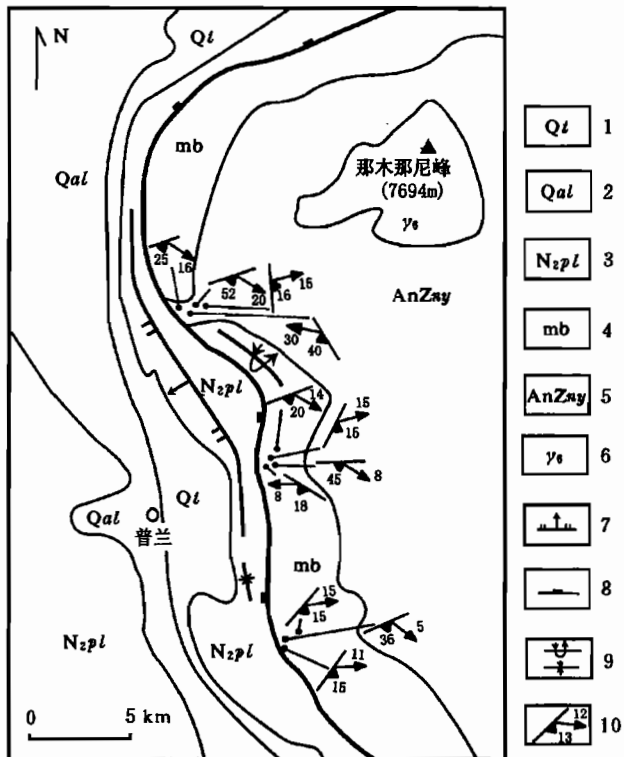 N
Qt
Qal
mb
那木那尼峰
(7694m)
γ₆
AnZny
25
16
52
20
16
15
30
40
N₂pl
14
20
15
15
45
8
8
18
Qt
Qal
普兰
mb
15
15
36
5
11
15
N₂pl
N₂pl
0 5 km
Qt 1
Qal 2
N₂pl 3
mb 4
AnZny 5
γ₆ 6
7
8
9
12
13
10